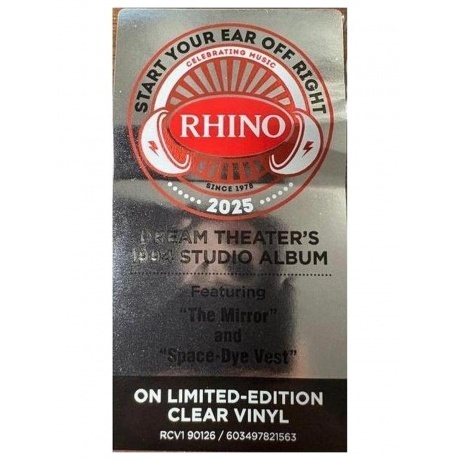 START YOUR EAR OFF RIGHT
CELEBRATING MUSIC
RHINO
SINCE 1978
2025
DREAM THEATER'S
1994 STUDIO ALBUM
Featuring
"The Mirror"
and
"Space-Dye Vest"
ON LIMITED-EDITION
CLEAR VINYL
RCV1 90126 / 603497821563